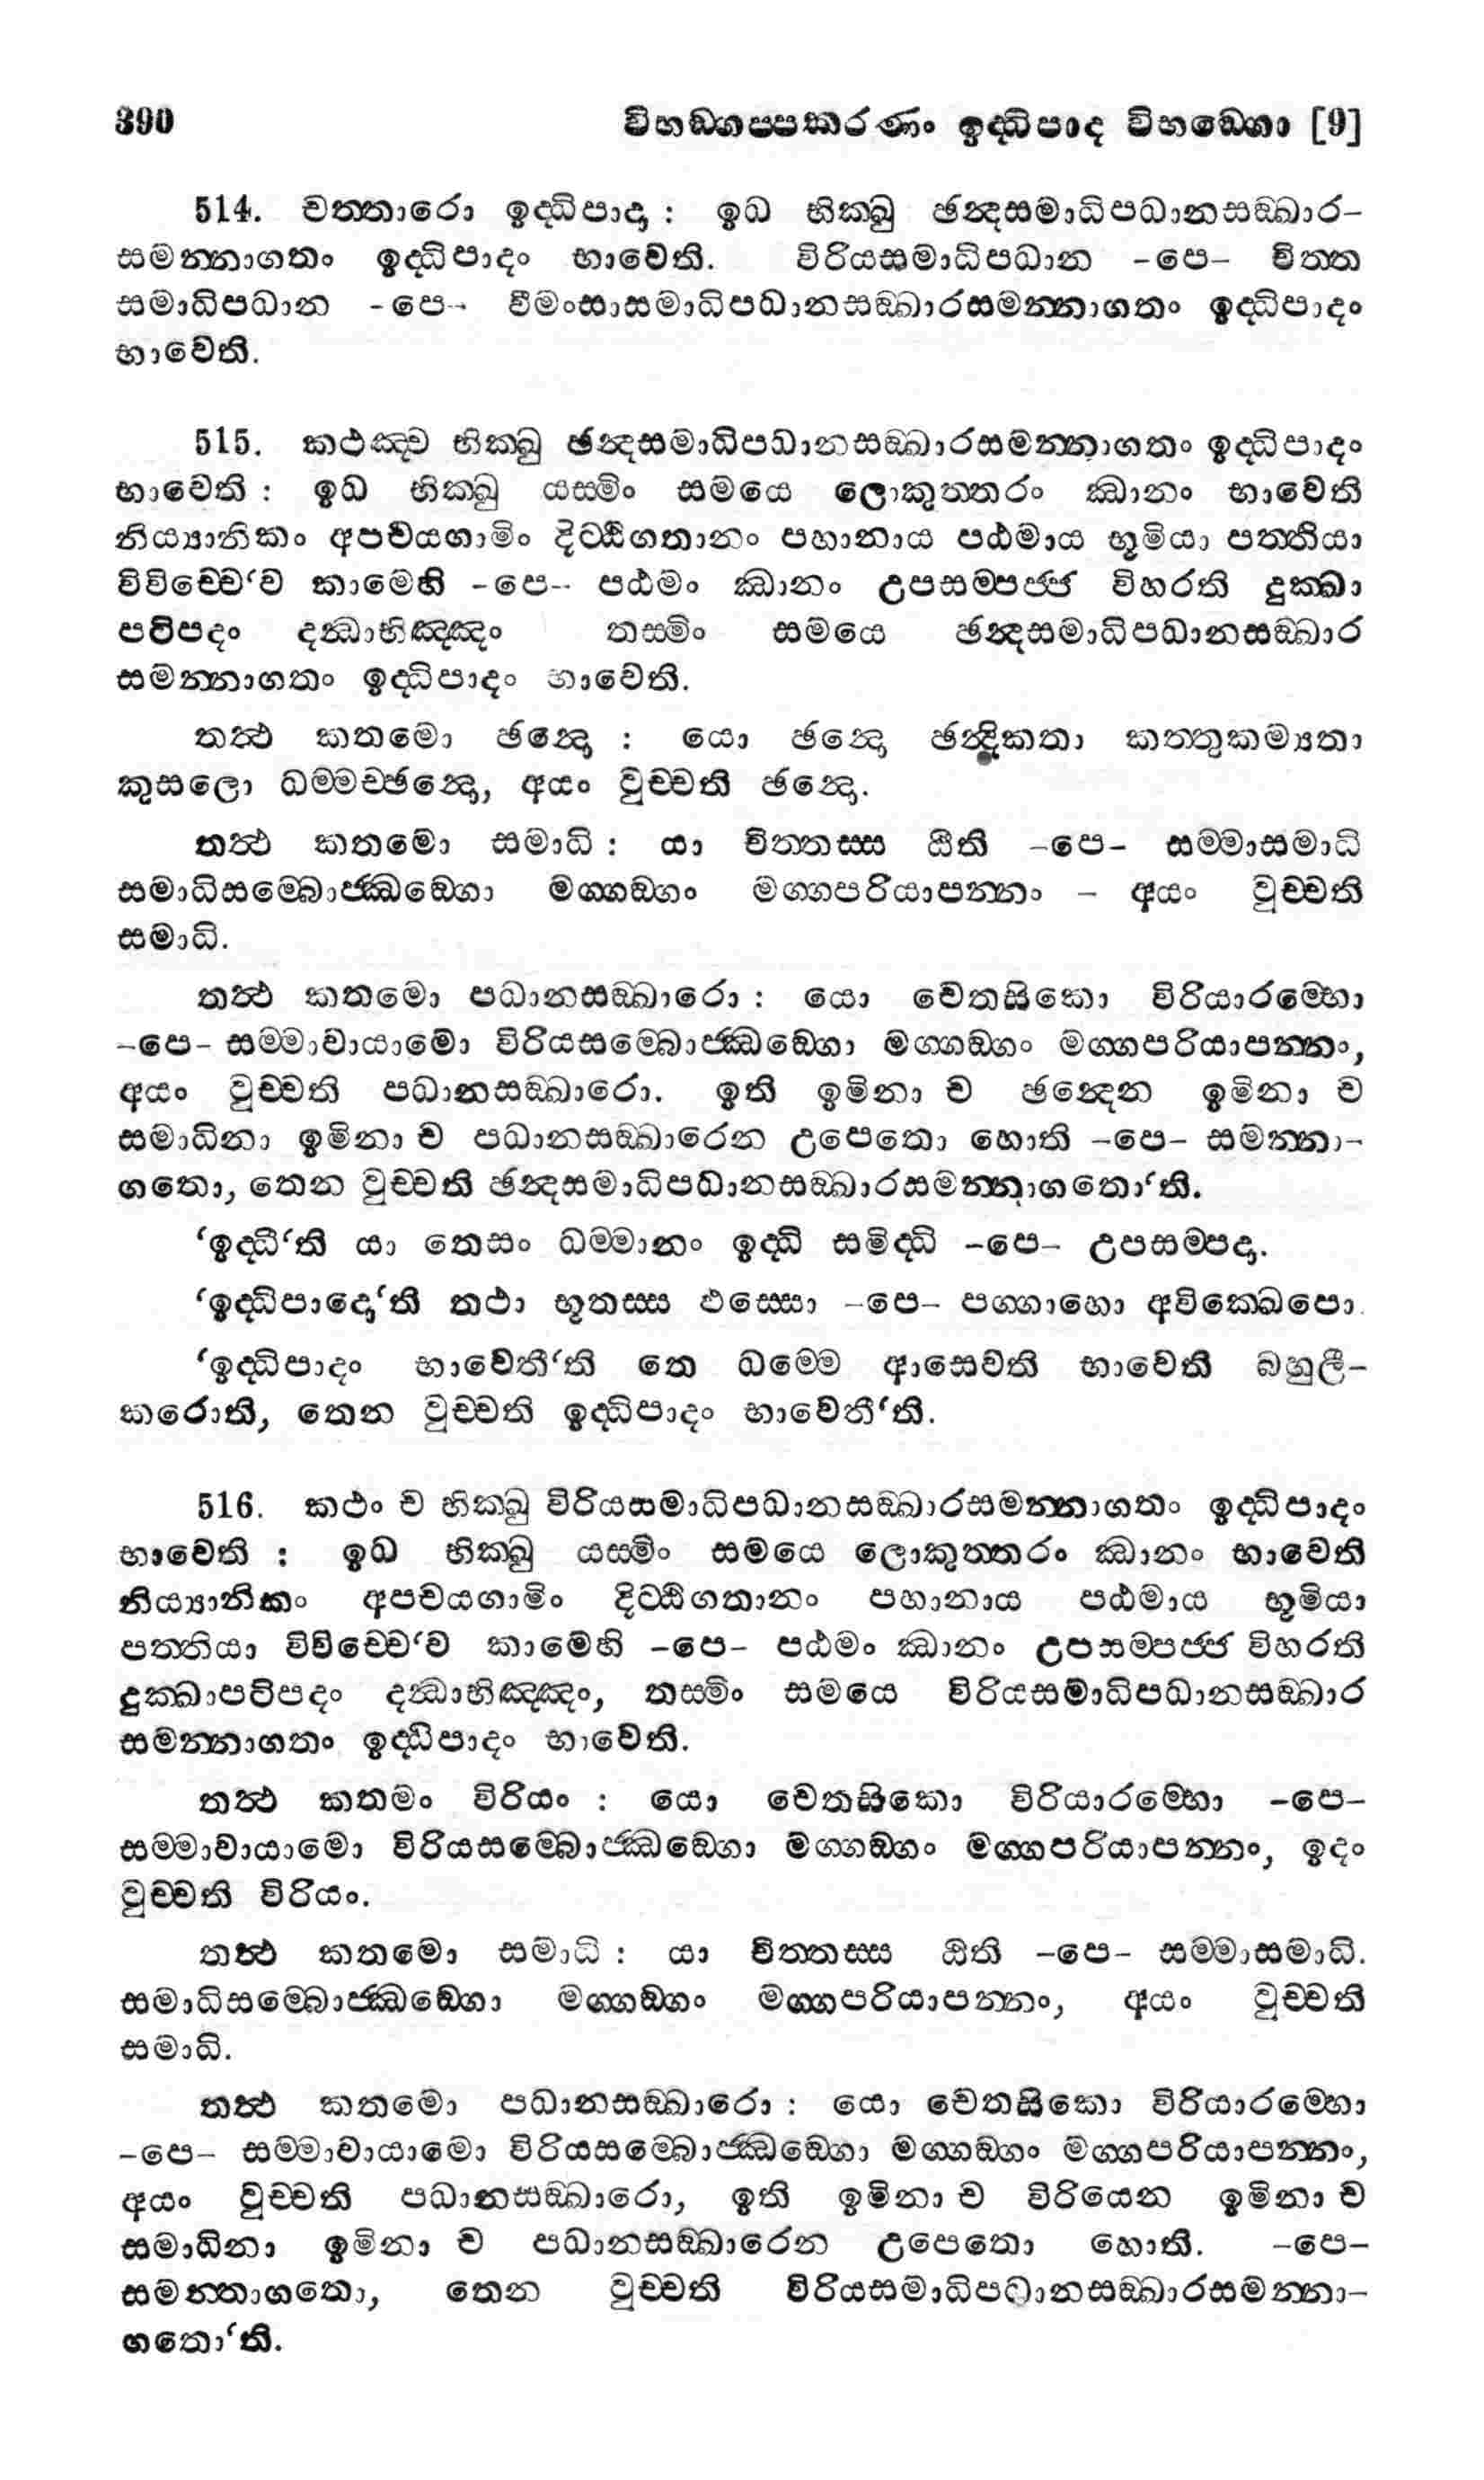 390 විභඞ්ගප්පකරණං ඉද්ධිපාද විභඞ්ගො [9]
514. චත්තාරො ඉද්ධිපාදා : ඉධ භික්ඛු ඡන්දසමාධිපධානසඞ්ඛාර-
සමන්නාගතං ඉද්ධිපාදං භාවෙති. විරියසමාධිපධාන -පෙ- චිත්ත
සමාධිපධාන -පෙ- වීමංසාසමාධිපධානසඞ්ඛාරසමන්නාගතං ඉද්ධිපාදං
භාවෙති.
515. කථඤ්ච භික්ඛු ඡන්දසමාධිපධානසඞ්ඛාරසමන්නාගතං ඉද්ධිපාදං
භාවෙති : ඉධ භික්ඛු යස්මිං සමයෙ ලොකුත්තරං ඣානං භාවෙති
නිය්‍යානිකං අපචයගාමිං දිට්ඨිගතානං පහානාය පඨමාය භූමියා පත්තියා
විවිච්චෙ‘ව කාමෙහි -පෙ- පඨමං ඣානං උපසම්පජ්ජ විහරති දුක්ඛා
පටිපදං දන්ධාභිඤ්ඤං තස්මිං සමයෙ ඡන්දසමාධිපධානසඞ්ඛාර
සමන්නාගතං ඉද්ධිපාදං භාවෙති.
තත්ථ කතමො ඡන්දො : යො ඡන්දො ඡන්දිකතා කත්තුකම්‍යතා
කුසලො ධම්මච්ඡන්දො, අයං වුච්චති ඡන්දො.
තත්ථ කතමො සමාධි : යා චිත්තස්ස ඨිති -පෙ- සම්මාසමාධි
සමාධිසම්බොජ්ඣඞ්ගො මග්ගඞ්ගං මග්ගපරියාපන්නං - අයං වුච්චති
සමාධි.
තත්ථ කතමො පධානසඞ්ඛාරො : යො චෙතසිකො විරියාරම්භො
-පෙ- සම්මාවායාමො විරියසම්බොජ්ඣඞ්ගො මග්ගඞ්ගං මග්ගපරියාපන්නං,
අයං වුච්චති පධානසඞ්ඛාරො. ඉති ඉමිනා ච ඡන්දෙන ඉමිනා ච
සමාධිනා ඉමිනා ච පධානසඞ්ඛාරෙන උපෙතො හොති -පෙ- සමන්නා-
ගතො, තෙන වුච්චති ඡන්දසමාධිපධානසඞ්ඛාරසමන්නාගතො‘ති.
‘ඉද්ධී‘ති යා තෙසං ධම්මානං ඉද්ධි සමිද්ධි -පෙ- උපසම්පදා.
‘ඉද්ධිපාදො‘ති තථා භූතස්ස ඵස්සො -පෙ- පග්ගාහො අවික්ඛෙපො.
‘ඉද්ධිපාදං භාවෙතී‘ති තෙ ධම්මෙ ආසෙවති භාවෙති බහුලී-
කරොති, තෙන වුච්චති ඉද්ධිපාදං භාවෙතී‘ති.
516. කථං ච භික්ඛු විරියසමාධිපධානසඞ්ඛාරසමන්නාගතං ඉද්ධිපාදං
භාවෙති : ඉධ භික්ඛු යස්මිං සමයෙ ලොකුත්තරං ඣානං භාවෙති
නිය්‍යානිකං අපචයගාමිං දිට්ඨිගතානං පහානාය පඨමාය භූමියා
පත්තියා විවිච්චෙ‘ව කාමෙහි -පෙ- පඨමං ඣානං උපසම්පජ්ජ විහරති
දුක්ඛාපටිපදං දන්ධාභිඤ්ඤං, තස්මිං සමයෙ විරියසමාධිපධානසඞ්ඛාර
සමන්නාගතං ඉද්ධිපාදං භාවෙති.
තත්ථ කතමං විරියං : යො චෙතසිකො විරියාරම්භො -පෙ-
සම්මාවායාමො විරියසම්බොජ්ඣඞ්ගො මග්ගඞ්ගං මග්ගපරියාපන්නං, ඉදං
වුච්චති විරියං.
තත්ථ කතමො සමාධි : යා චිත්තස්ස ඨිති -පෙ- සම්මාසමාධි.
සමාධිසම්බොජ්ඣඞ්ගො මග්ගඞ්ගං මග්ගපරියාපන්නං, අයං වුච්චති
සමාධි.
තත්ථ කතමො පධානසඞ්ඛාරො : යො චෙතසිකො විරියාරම්භො
-පෙ- සම්මාවායාමො විරියසම්බොජ්ඣඞ්ගො මග්ගඞ්ගං මග්ගපරියාපන්නං,
අයං වුච්චති පධානසඞ්ඛාරො, ඉති ඉමිනා ච විරියෙන ඉමිනා ච
සමාධිනා ඉමිනා ච පධානසඞ්ඛාරෙන උපෙතො හොති. -පෙ-
සමන්නාගතො, තෙන වුච්චති විරියසමාධිපධානසඞ්ඛාරසමන්නා-
ගතො‘ති.